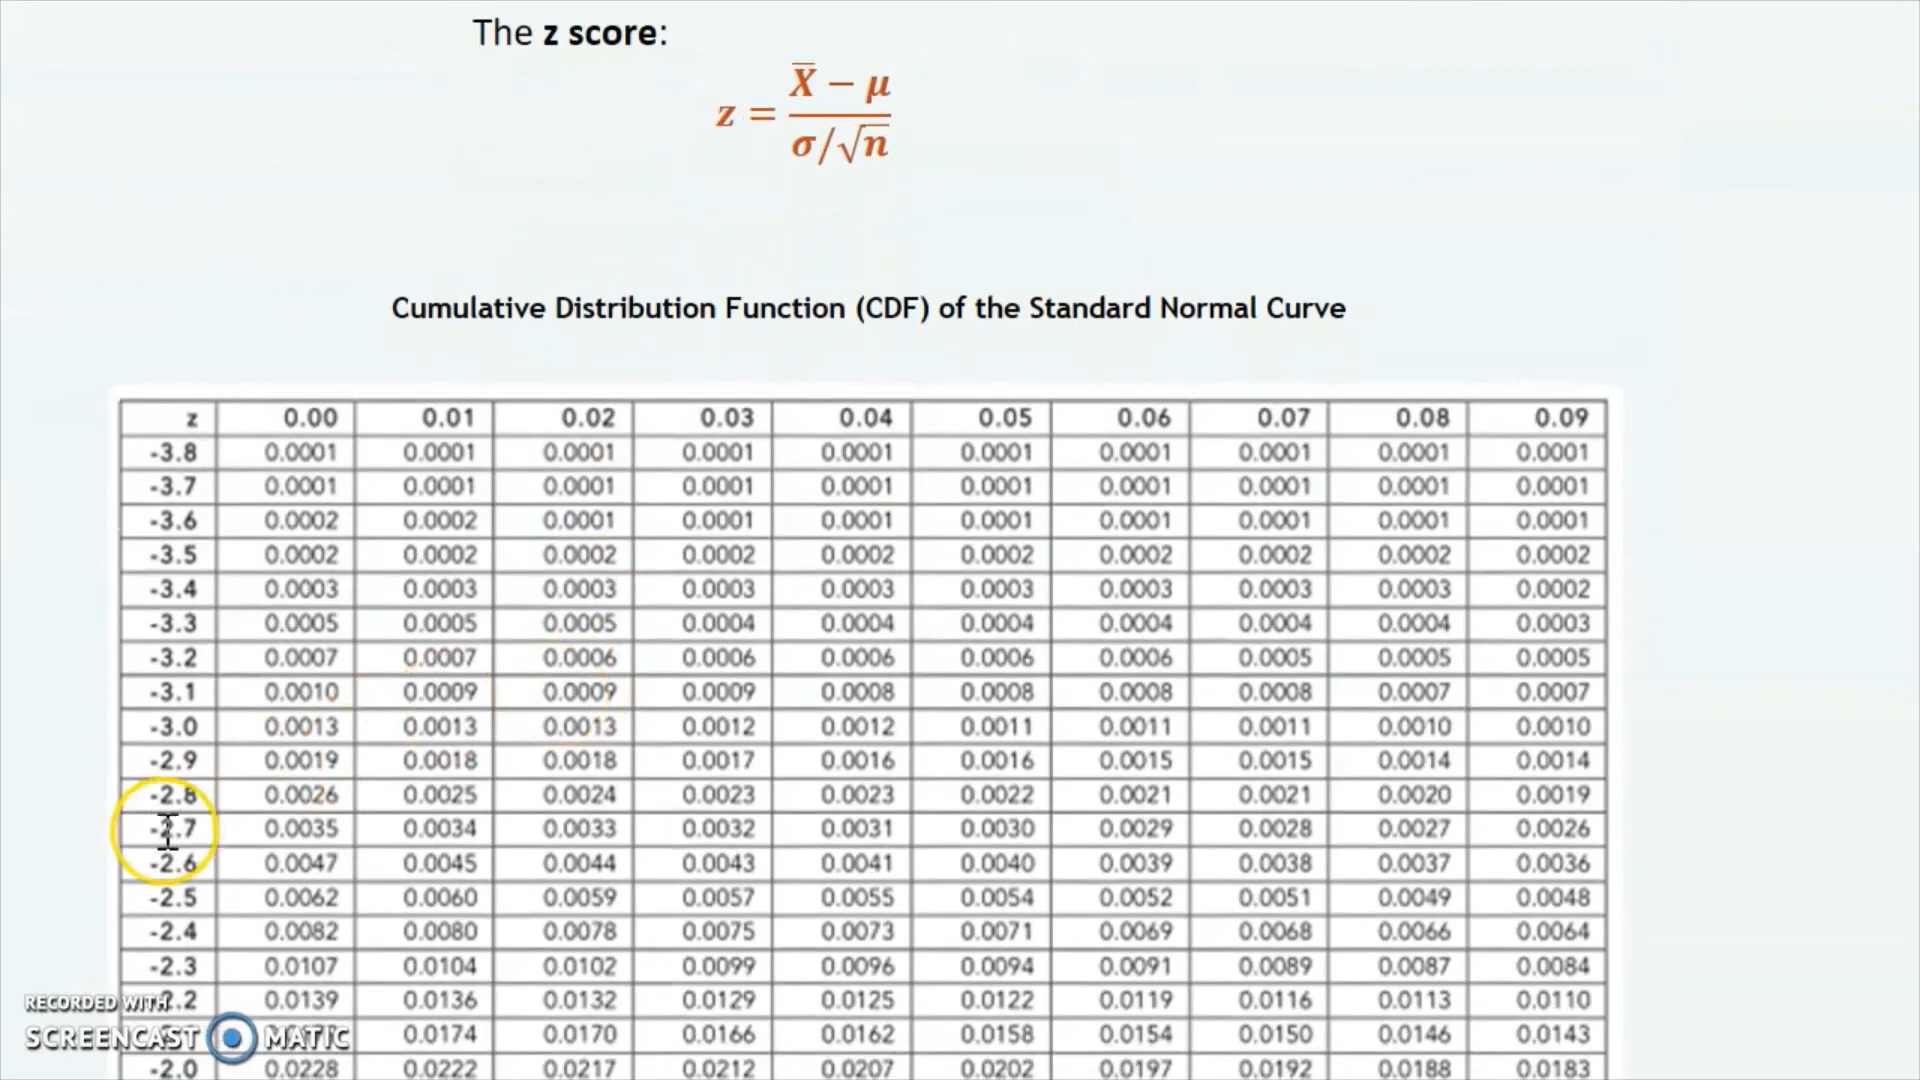 The z score:
z = X̄ − μ / σ/√n
Cumulative Distribution Function (CDF) of the Standard Normal Curve
z 0.00 0.01 0.02 0.03 0.04 0.05 0.06 0.07 0.08 0.09
-3.8 0.0001 0.0001 0.0001 0.0001 0.0001 0.0001 0.0001 0.0001 0.0001 0.0001
-3.7 0.0001 0.0001 0.0001 0.0001 0.0001 0.0001 0.0001 0.0001 0.0001 0.0001
-3.6 0.0002 0.0002 0.0001 0.0001 0.0001 0.0001 0.0001 0.0001 0.0001 0.0001
-3.5 0.0002 0.0002 0.0002 0.0002 0.0002 0.0002 0.0002 0.0002 0.0002 0.0002
-3.4 0.0003 0.0003 0.0003 0.0003 0.0003 0.0003 0.0003 0.0003 0.0003 0.0002
-3.3 0.0005 0.0005 0.0005 0.0004 0.0004 0.0004 0.0004 0.0004 0.0004 0.0003
-3.2 0.0007 0.0007 0.0006 0.0006 0.0006 0.0006 0.0006 0.0005 0.0005 0.0005
-3.1 0.0010 0.0009 0.0009 0.0009 0.0008 0.0008 0.0008 0.0008 0.0007 0.0007
-3.0 0.0013 0.0013 0.0013 0.0012 0.0012 0.0011 0.0011 0.0011 0.0010 0.0010
-2.9 0.0019 0.0018 0.0018 0.0017 0.0016 0.0016 0.0015 0.0015 0.0014 0.0014
-2.8 0.0026 0.0025 0.0024 0.0023 0.0023 0.0022 0.0021 0.0021 0.0020 0.0019
-2.7 0.0035 0.0034 0.0033 0.0032 0.0031 0.0030 0.0029 0.0028 0.0027 0.0026
-2.6 0.0047 0.0045 0.0044 0.0043 0.0041 0.0040 0.0039 0.0038 0.0037 0.0036
-2.5 0.0062 0.0060 0.0059 0.0057 0.0055 0.0054 0.0052 0.0051 0.0049 0.0048
-2.4 0.0082 0.0080 0.0078 0.0075 0.0073 0.0071 0.0069 0.0068 0.0066 0.0064
-2.3 0.0107 0.0104 0.0102 0.0099 0.0096 0.0094 0.0091 0.0089 0.0087 0.0084
2.2 0.0139 0.0136 0.0132 0.0129 0.0125 0.0122 0.0119 0.0116 0.0113 0.0110
0.0174 0.0170 0.0166 0.0162 0.0158 0.0154 0.0150 0.0146 0.0143
-2.0 0.0228 0.0222 0.0217 0.0212 0.0207 0.0202 0.0197 0.0192 0.0188 0.0183
RECORDED WITH
SCREENCAST MATIC